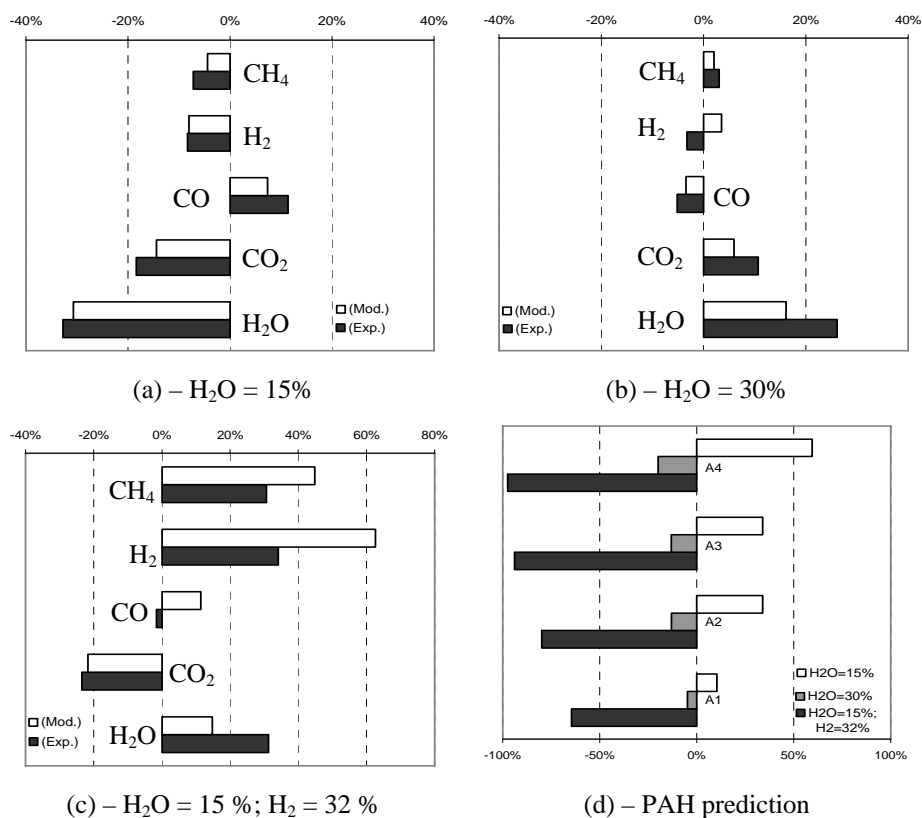 -40% -20% 0% 20% 40%
CH₄
H₂
CO
CO₂
H₂O
(Mod.)
(Exp.)
(a) – H₂O = 15%
-40% -20% 0% 20% 40%
CH₄
H₂
CO
CO₂
H₂O
(Mod.)
(Exp.)
(b) – H₂O = 30%
-40% -20% 0% 20% 40% 60% 80%
CH₄
H₂
CO
CO₂
H₂O
(Mod.)
(Exp.)
(c) – H₂O = 15 %; H₂ = 32 %
A4
A3
A2
A1
H2O=15%
H2O=30%
H2O=15%;
H2=32%
-100% -50% 0% 50% 100%
(d) – PAH prediction